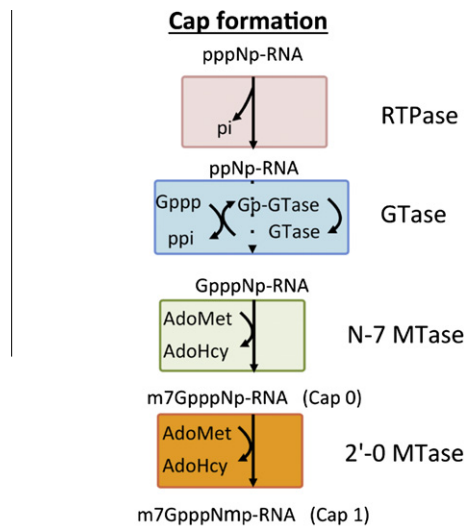 Cap formation
pppNp-RNA
pi
RTPase
ppNp-RNA
Gppp Gp-GTase
ppi GTase
GTase
GpppNp-RNA
AdoMet
AdoHcy
N-7 MTase
m7GpppNp-RNA (Cap 0)
AdoMet
AdoHcy
2'-0 MTase
m7GpppNmp-RNA (Cap 1)